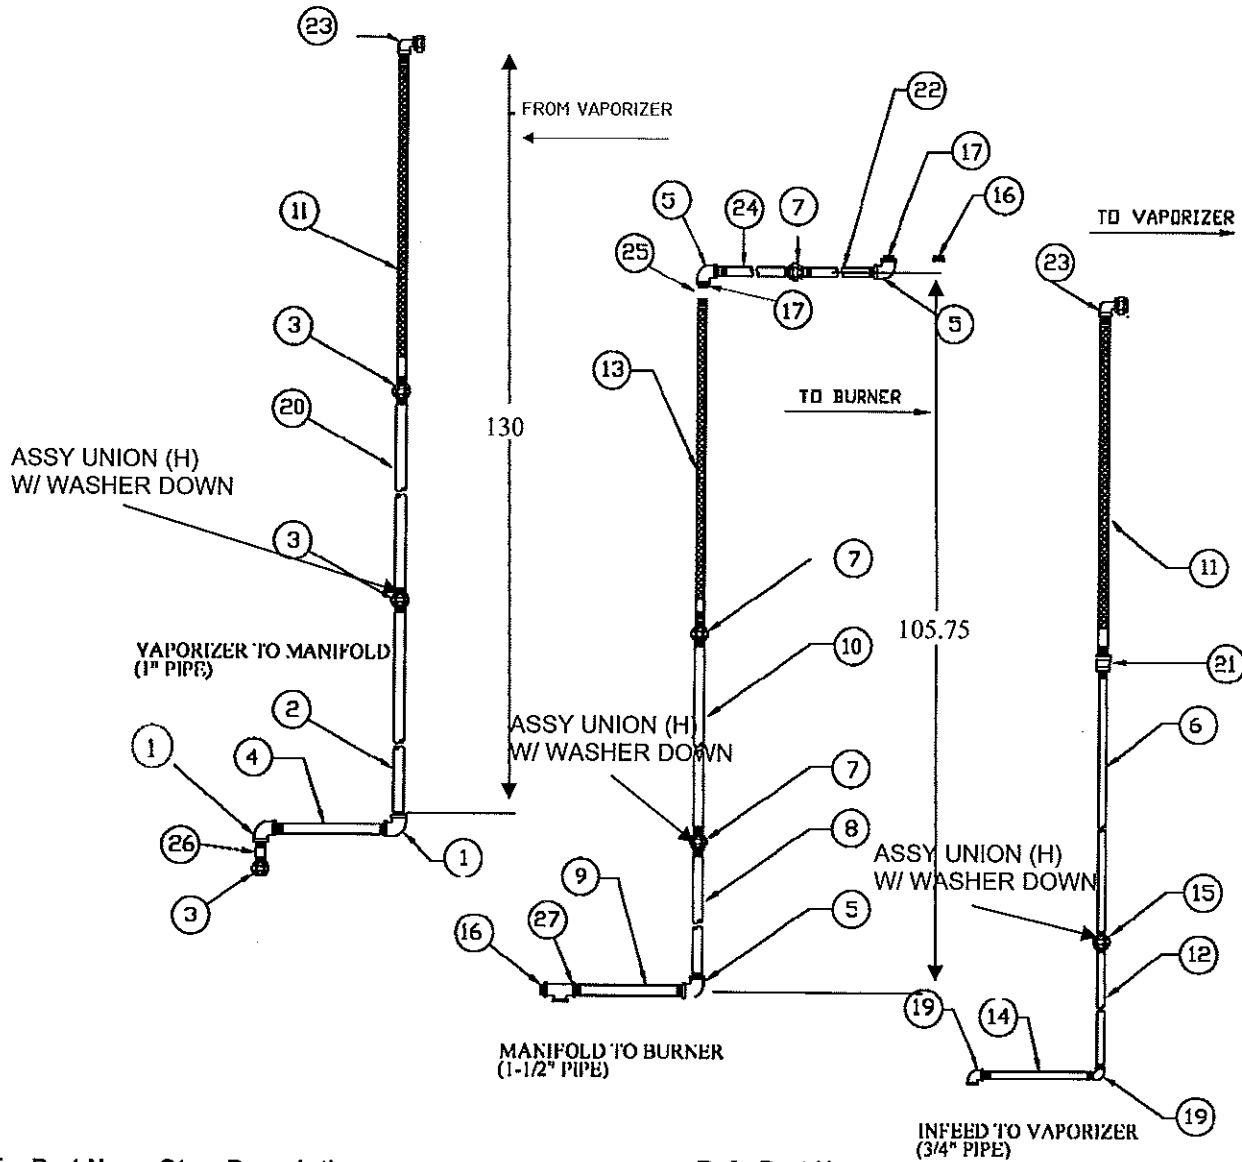 23
FROM VAPORIZER
22
17
11
5
24
7
16
TO VAPORIZER
25
23
17
5
3
13
TO BURNER
20
130
ASSY UNION (H)
W/ WASHER DOWN
3
7
11
105.75
VAPORIZER TO MANIFOLD
(1" PIPE)
10
21
2
ASSY UNION (H)
W/ WASHER DOWN
6
1
4
7
26
8
1
ASSY UNION (H)
W/ WASHER DOWN
3
9
15
16
27
5
12
19
14
MANIFOLD TO BURNER
(1-1/2" PIPE)
19
INFEED TO VAPORIZER
(3/4" PIPE)